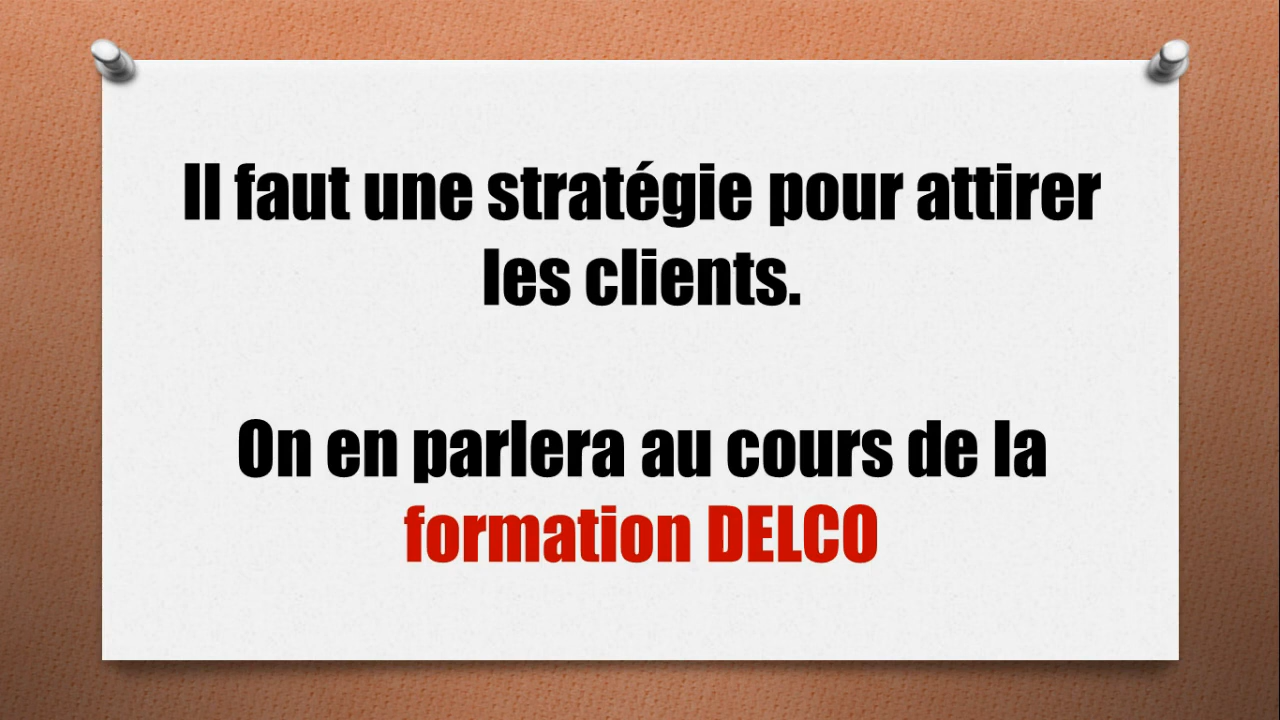 Il faut une stratégie pour attirer
les clients.
On en parlera au cours de la
formation DELCO